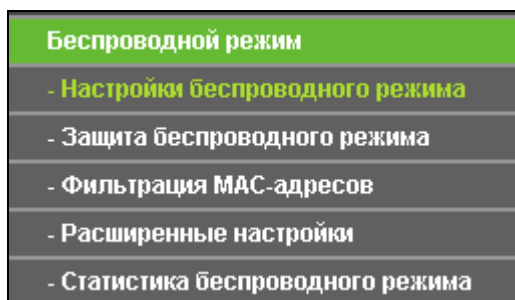 Беспроводной режим
- Настройки беспроводного режима
- Защита беспроводного режима
- Фильтрация MAC-адресов
- Расширенные настройки
- Статистика беспроводного режима